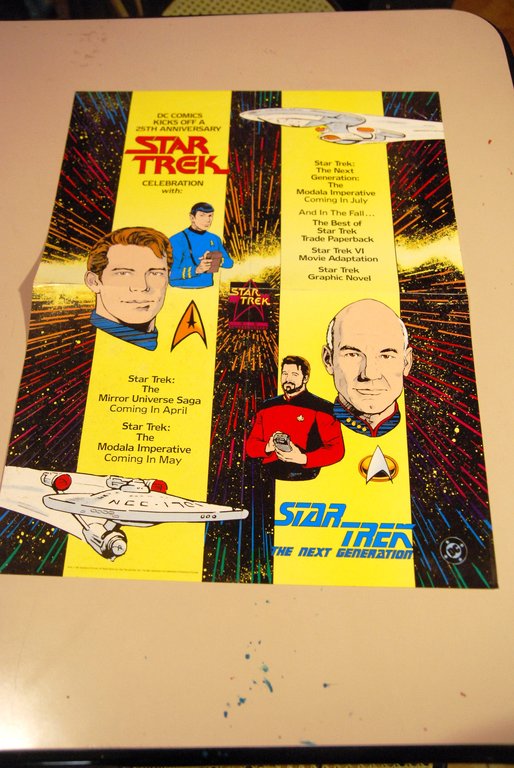 DC COMICS
KICKS OFF A
25TH ANNIVERSARY
STAR
TREK
CELEBRATION
with:
Star Trek:
The
Mirror Universe Saga
Coming In April
Star Trek:
The
Modala Imperative
Coming In May
NCC-170
STAR
TREK
Star Trek:
The Next
Generation:
The
Modala Imperative
Coming In July
And In The Fall...
The Best of
Star Trek
Trade Paperback
Star Trek VI
Movie Adaptation
Star Trek
Graphic Novel
STAR
TREK
THE NEXT GENERATION
DC